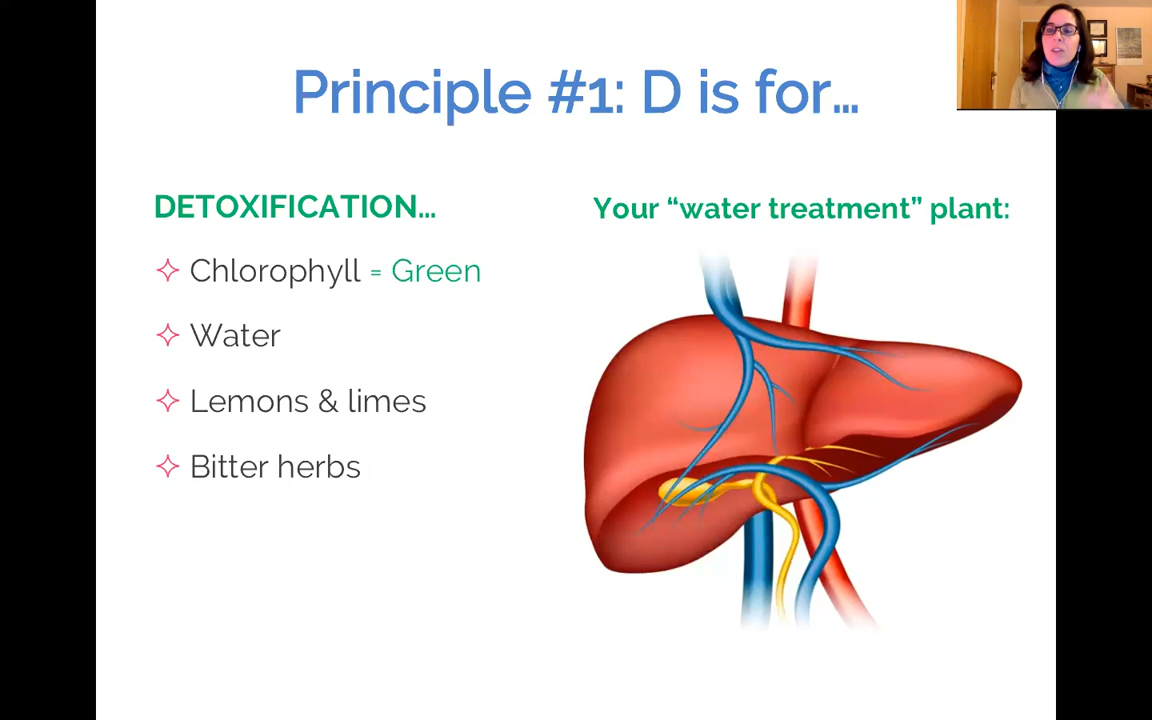 Principle #1: D is for…
DETOXIFICATION…
Chlorophyll = Green
Water
Lemons & limes
Bitter herbs
Your “water treatment” plant: